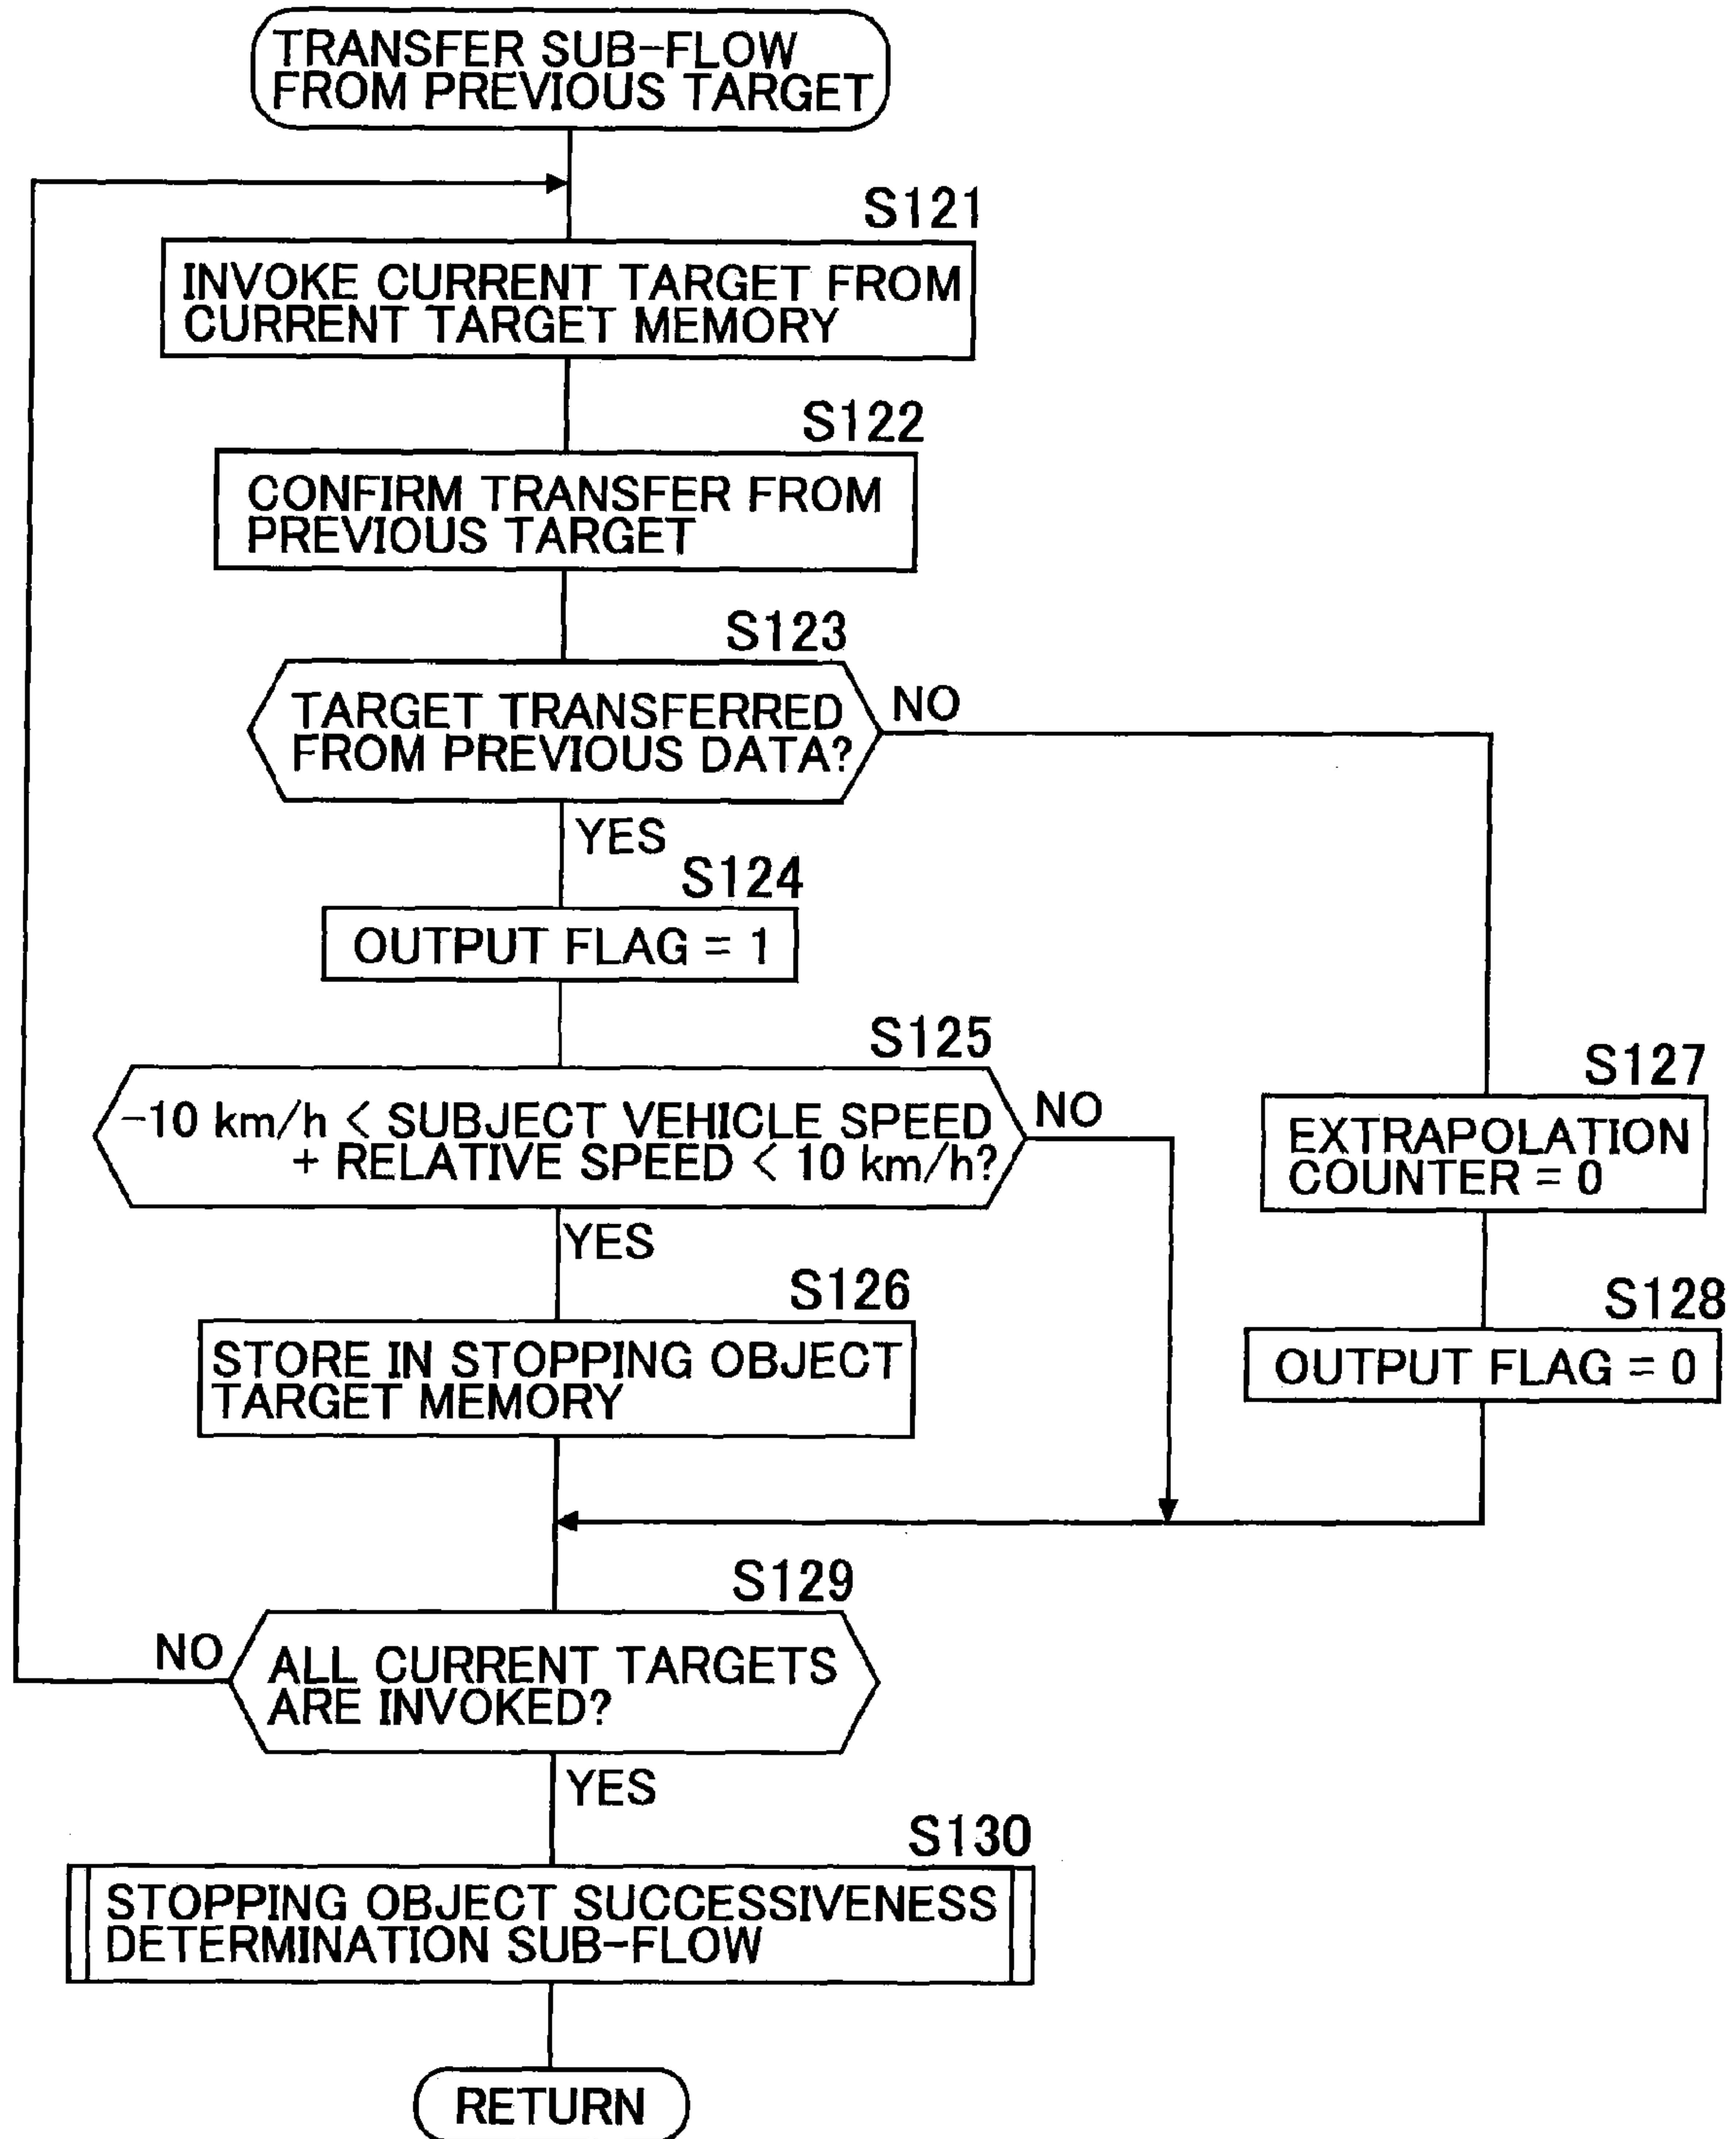 TRANSFER SUB-FLOW
FROM PREVIOUS TARGET
S121
INVOKE CURRENT TARGET FROM
CURRENT TARGET MEMORY
S122
CONFIRM TRANSFER FROM
PREVIOUS TARGET
S123
TARGET TRANSFERRED
FROM PREVIOUS DATA?
NO
YES
S124
OUTPUT FLAG = 1
S125
-10 km/h < SUBJECT VEHICLE SPEED
+ RELATIVE SPEED < 10 km/h?
NO
YES
S127
EXTRAPOLATION
COUNTER = 0
S126
STORE IN STOPPING OBJECT
TARGET MEMORY
S128
OUTPUT FLAG = 0
S129
ALL CURRENT TARGETS
ARE INVOKED?
NO
YES
S130
STOPPING OBJECT SUCCESSIVENESS
DETERMINATION SUB-FLOW
RETURN